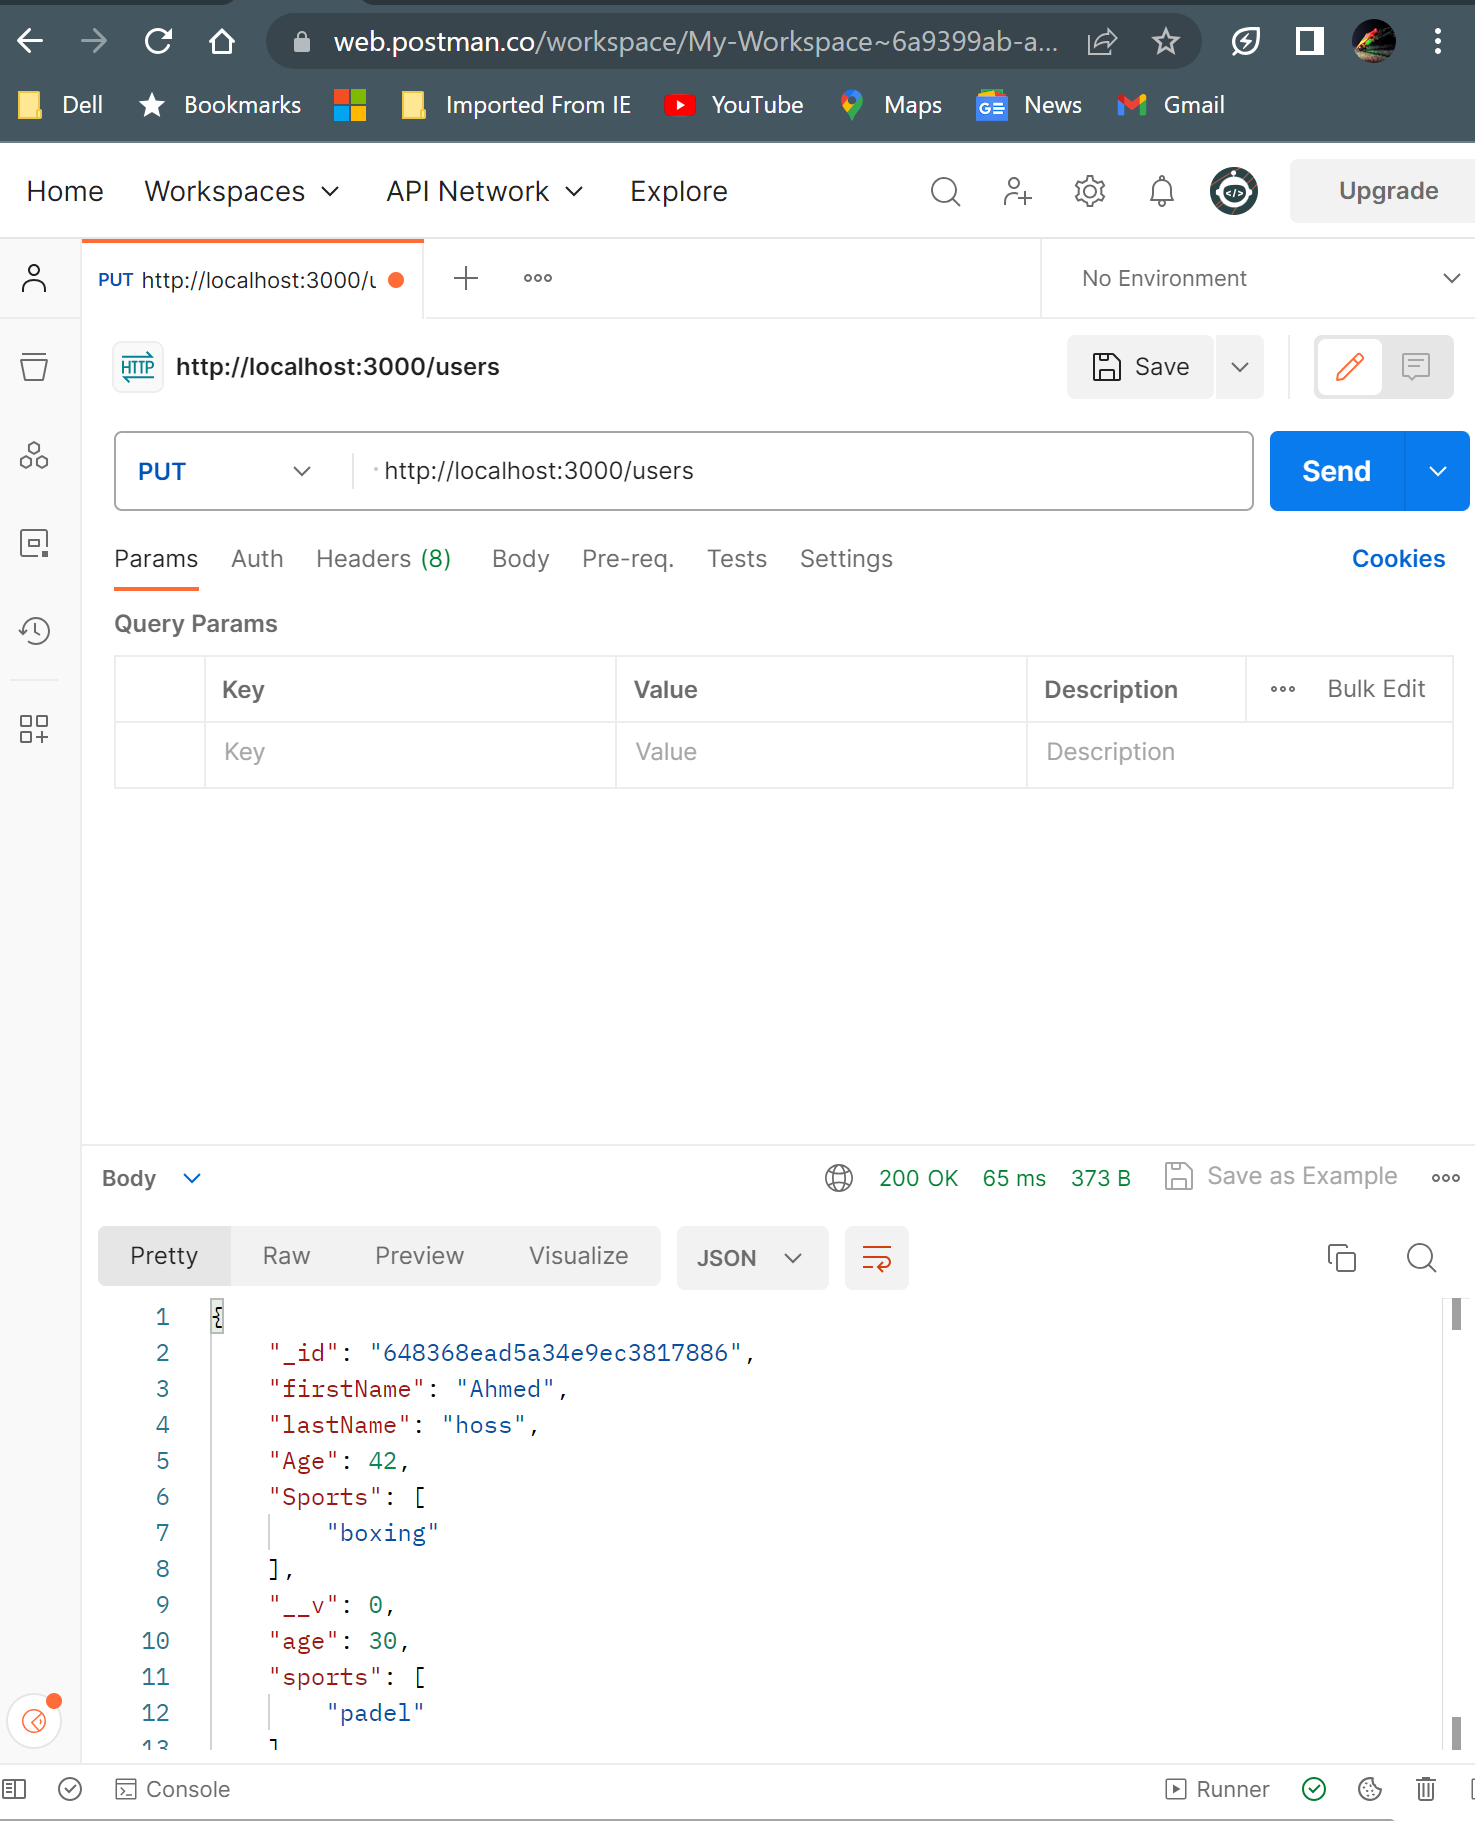 web.postman.co/workspace/My-Workspace~6a9399ab-a...
Dell Bookmarks Imported From IE YouTube Maps GE News Gmail
Home Workspaces API Network Explore Upgrade
PUT http://localhost:3000/u No Environment
HTTP http://localhost:3000/users Save
PUT http://localhost:3000/users Send
Params Auth Headers (8) Body Pre-req. Tests Settings Cookies
Query Params
Key Value Description Bulk Edit
Key Value Description
Body 200 OK 65 ms 373 B Save as Example
Pretty Raw Preview Visualize JSON
1 {
2 "_id": "648368ead5a34e9ec3817886",
3 "firstName": "Ahmed",
4 "lastName": "hoss",
5 "Age": 42,
6 "Sports": [
7 "boxing"
8 ],
9 "__v": 0,
10 "age": 30,
11 "sports": [
12 "padel"
13 ]
Console Runner